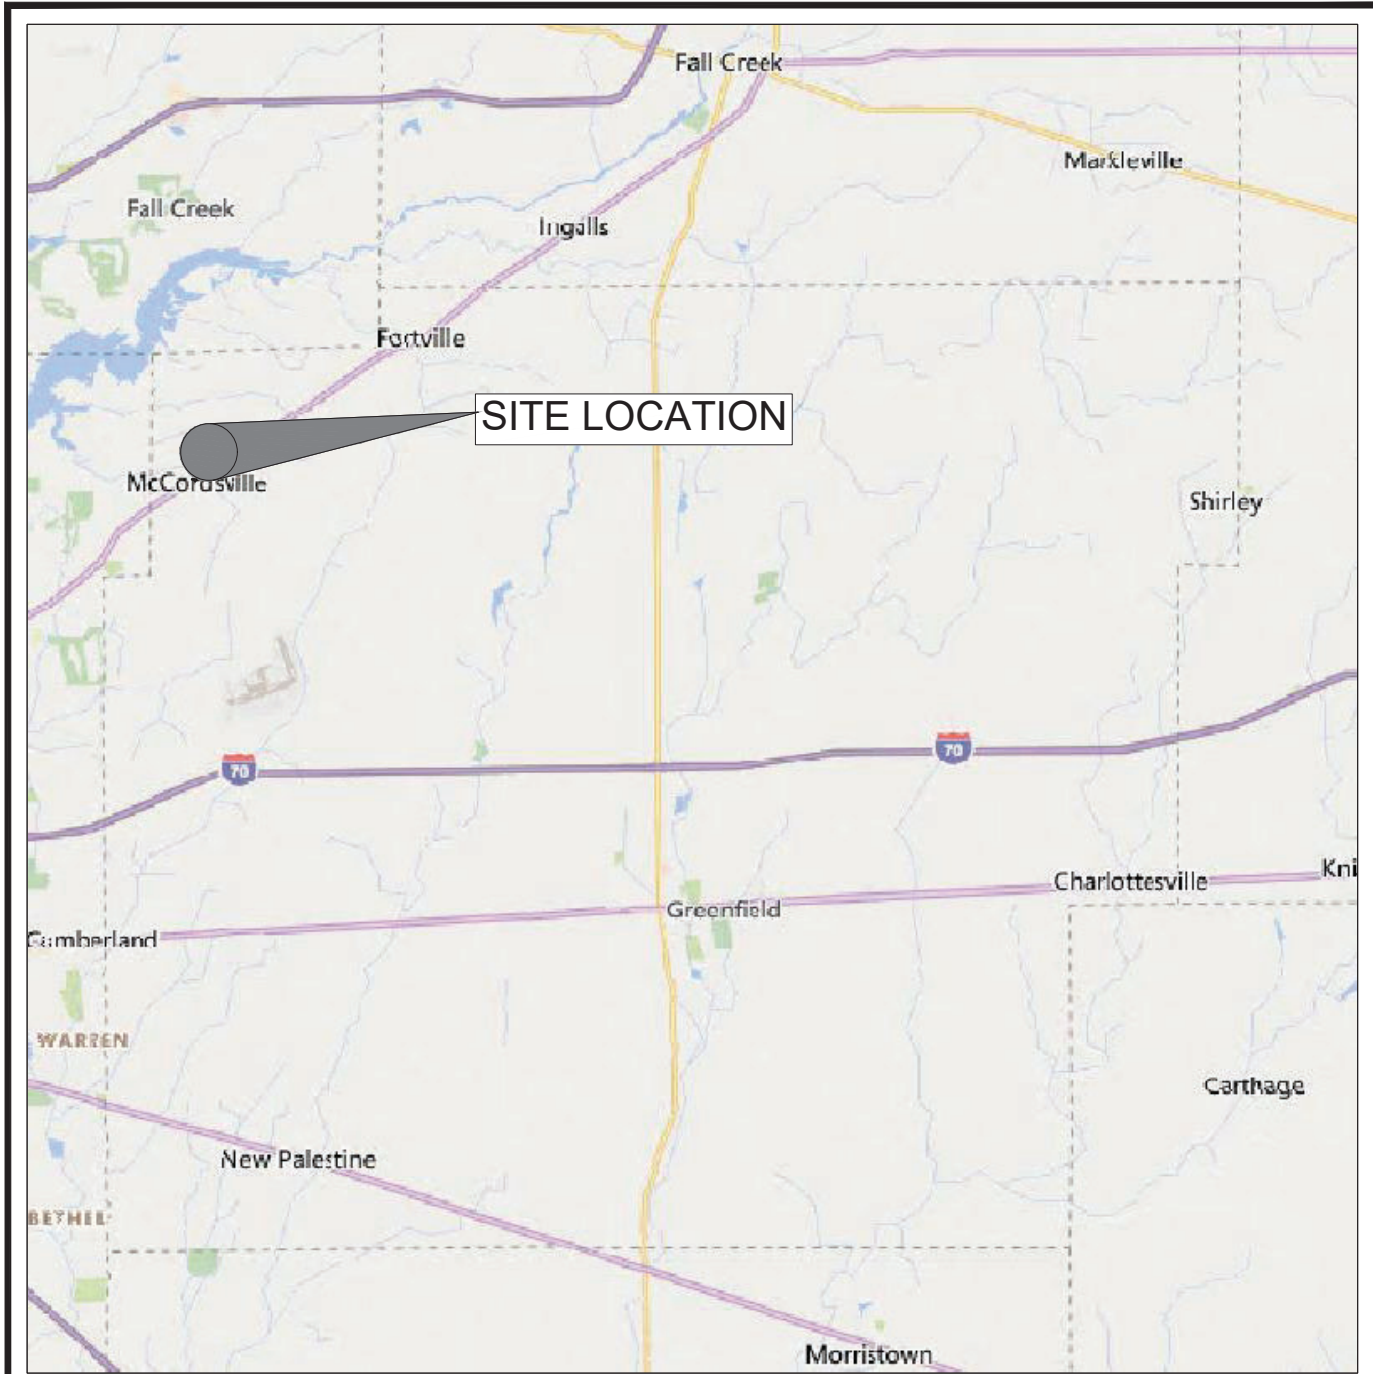 Fall Creek
Markleville
Fall Creek
Ingalls
Fortville
SITE LOCATION
McCordsville
Shirley
70
70
Charlottesville
Kni
Greenfield
Cumberland
WARREN
Carthage
New Palestine
BETHEL
Morristown